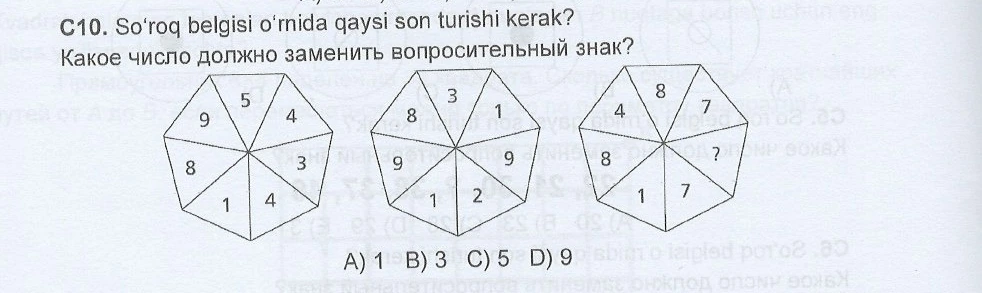 C10. So‘roq belgisi o‘rnida qaysi son turishi kerak?
Какое число должно заменить вопросительный знак?
5 4 3 4 1 8 9
3 1 9 2 1 9 8
8 7 ? 7 1 8 4
A) 1 B) 3 C) 5 D) 9